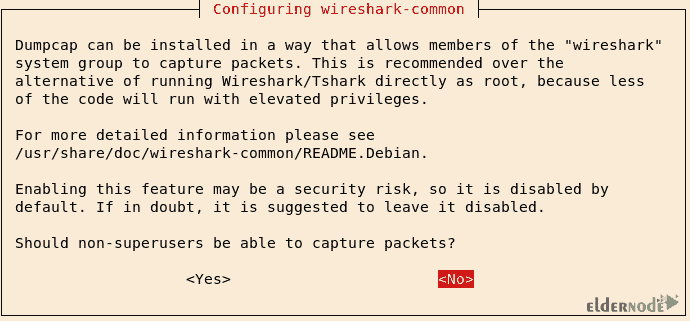 Configuring wireshark-common
Dumpcap can be installed in a way that allows members of the "wireshark"
system group to capture packets. This is recommended over the
alternative of running Wireshark/Tshark directly as root, because less
of the code will run with elevated privileges.
For more detailed information please see
/usr/share/doc/wireshark-common/README.Debian.
Enabling this feature may be a security risk, so it is disabled by
default. If in doubt, it is suggested to leave it disabled.
Should non-superusers be able to capture packets?
<Yes> <No>
ELDERNODE